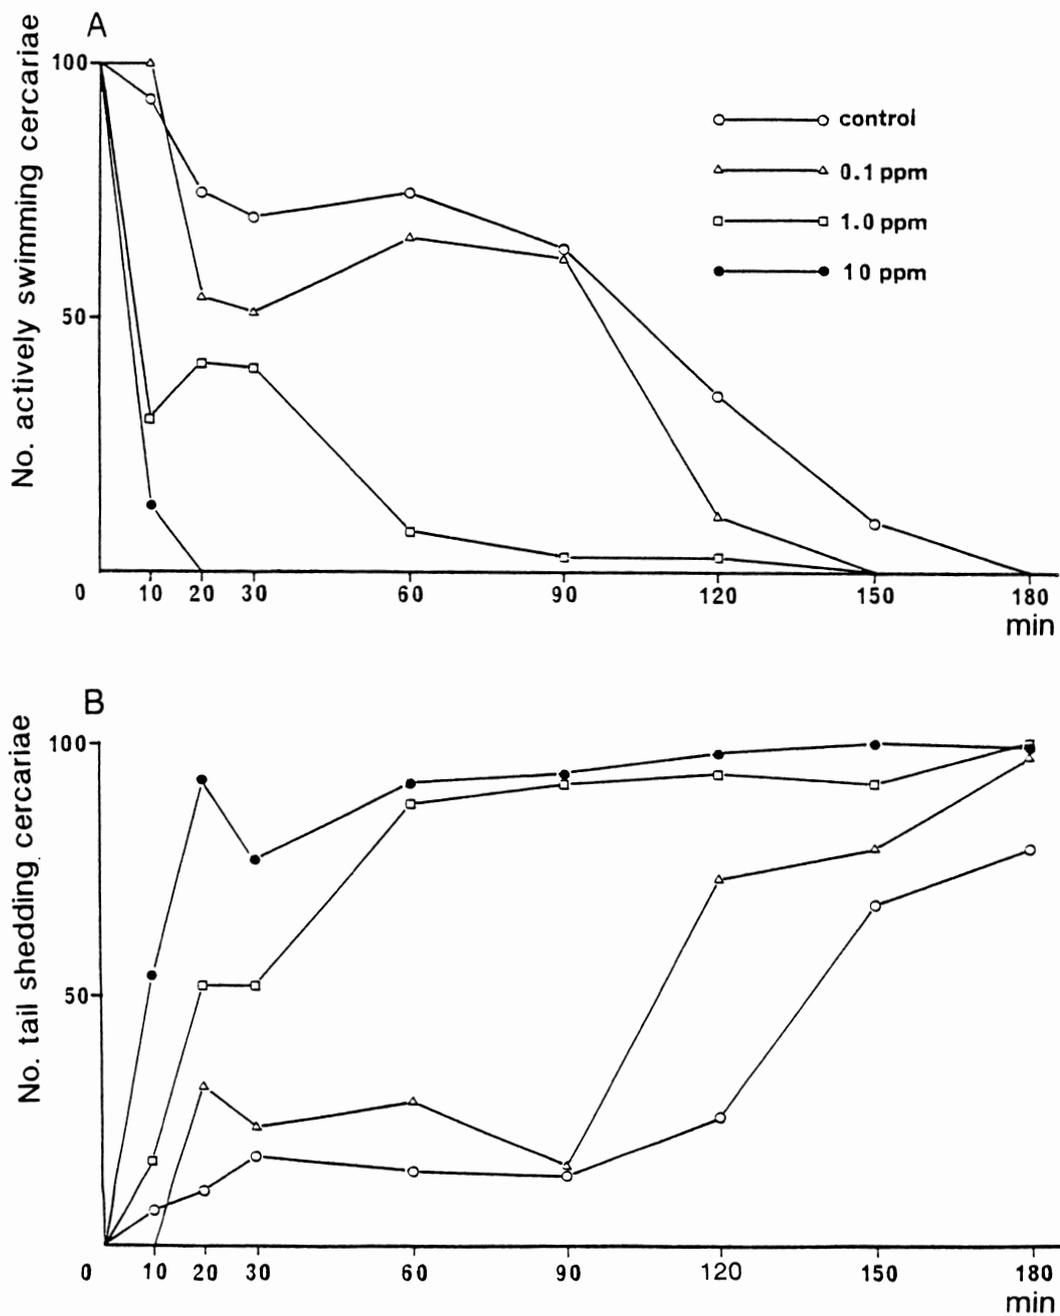 A
No. actively swimming cercariae
100
50
control
0.1 ppm
1.0 ppm
10 ppm
0 10 20 30 60 90 120 150 180
min
B
No. tail shedding cercariae
100
50
0 10 20 30 60 90 120 150 180
min